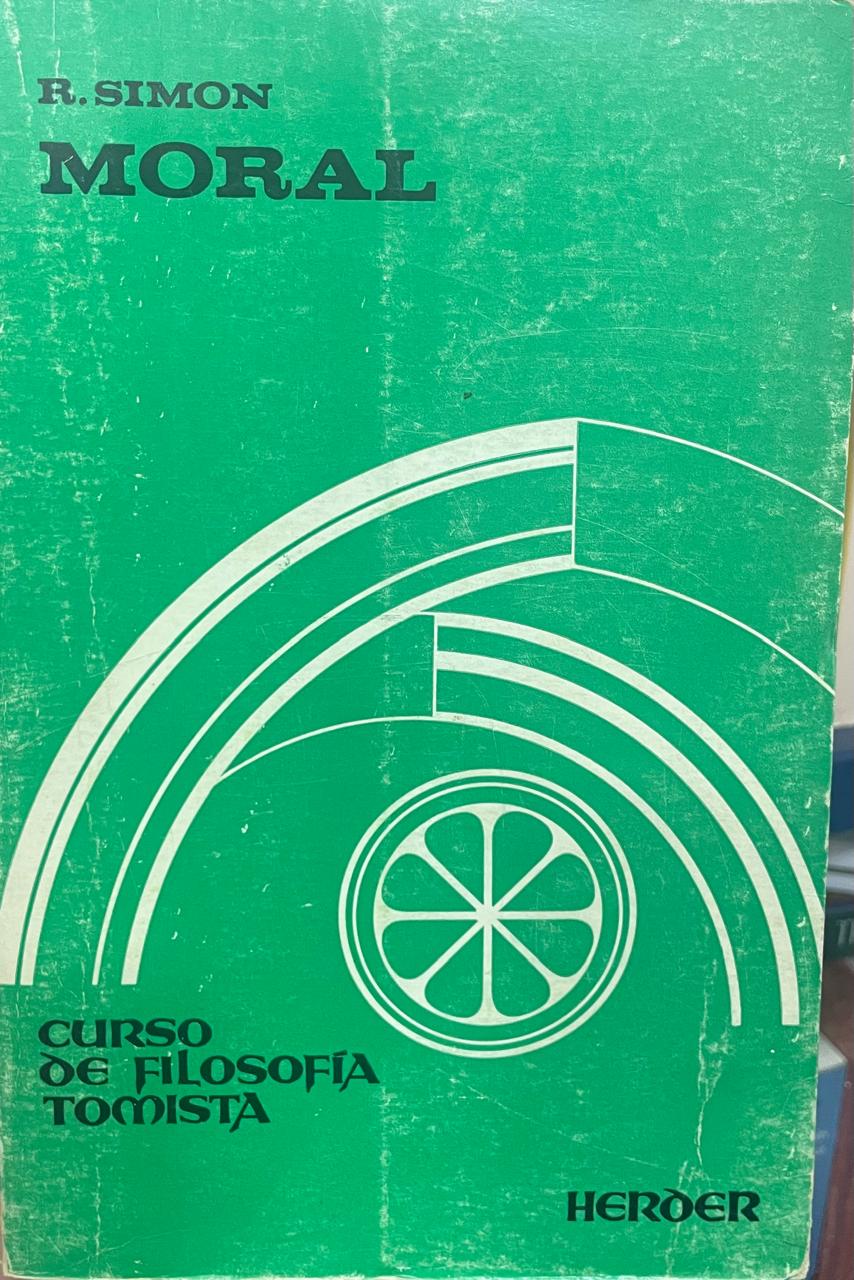 R. SIMON
MORAL
CURSO
DE FILOSOFÍA
TOMISTA
HERDER